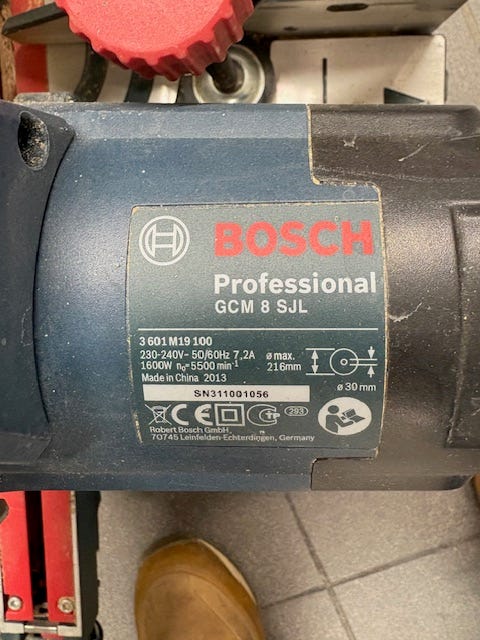 BOSCH
Professional
GCM 8 SJL
3 601 M19 100
230-240V~ 50/60Hz 7,2A
1600W n₀=5500 min⁻¹
Made in China 2013
ø max.
216mm
ø 30 mm
SN311001056
CE
293
Robert Bosch GmbH,
70745 Leinfelden-Echterdingen, Germany